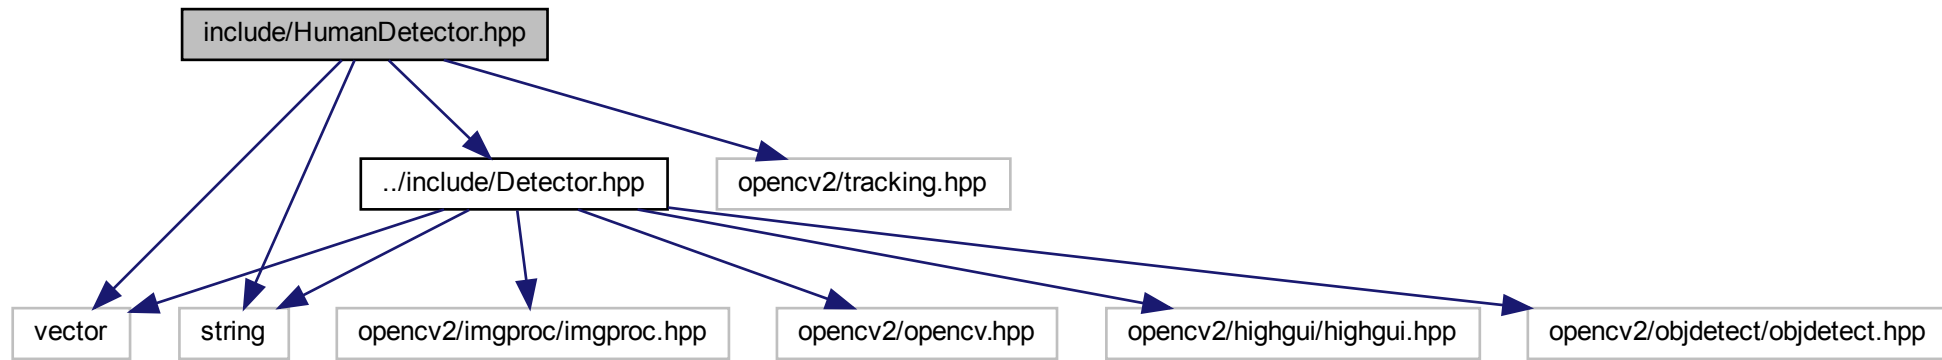 include/HumanDetector.hpp
../include/Detector.hpp
opencv2/tracking.hpp
vector
string
opencv2/imgproc/imgproc.hpp
opencv2/opencv.hpp
opencv2/highgui/highgui.hpp
opencv2/objdetect/objdetect.hpp